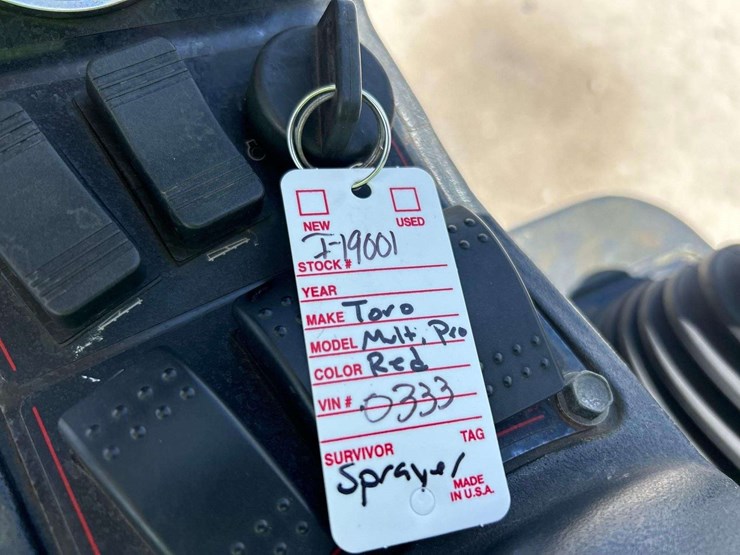 NEW USED
I-19001
STOCK #
YEAR
MAKE Toro
MODEL Multi Pro
COLOR Red
VIN # 0333
SURVIVOR TAG
Sprayer
MADE
IN U.S.A.